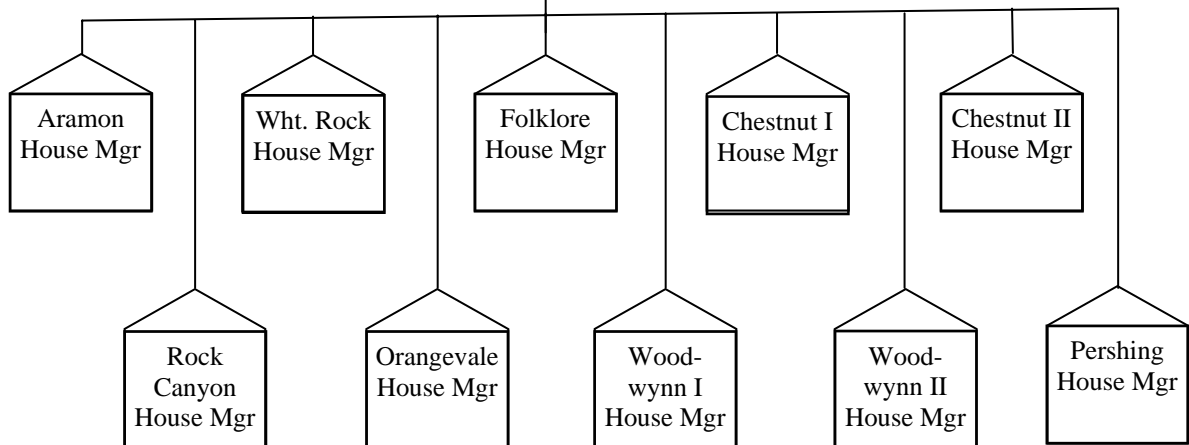 Aramon
House Mgr
Wht. Rock
House Mgr
Folklore
House Mgr
Chestnut I
House Mgr
Chestnut II
House Mgr
Rock
Canyon
House Mgr
Orangevale
House Mgr
Wood-
wynn I
House Mgr
Wood-
wynn II
House Mgr
Pershing
House Mgr